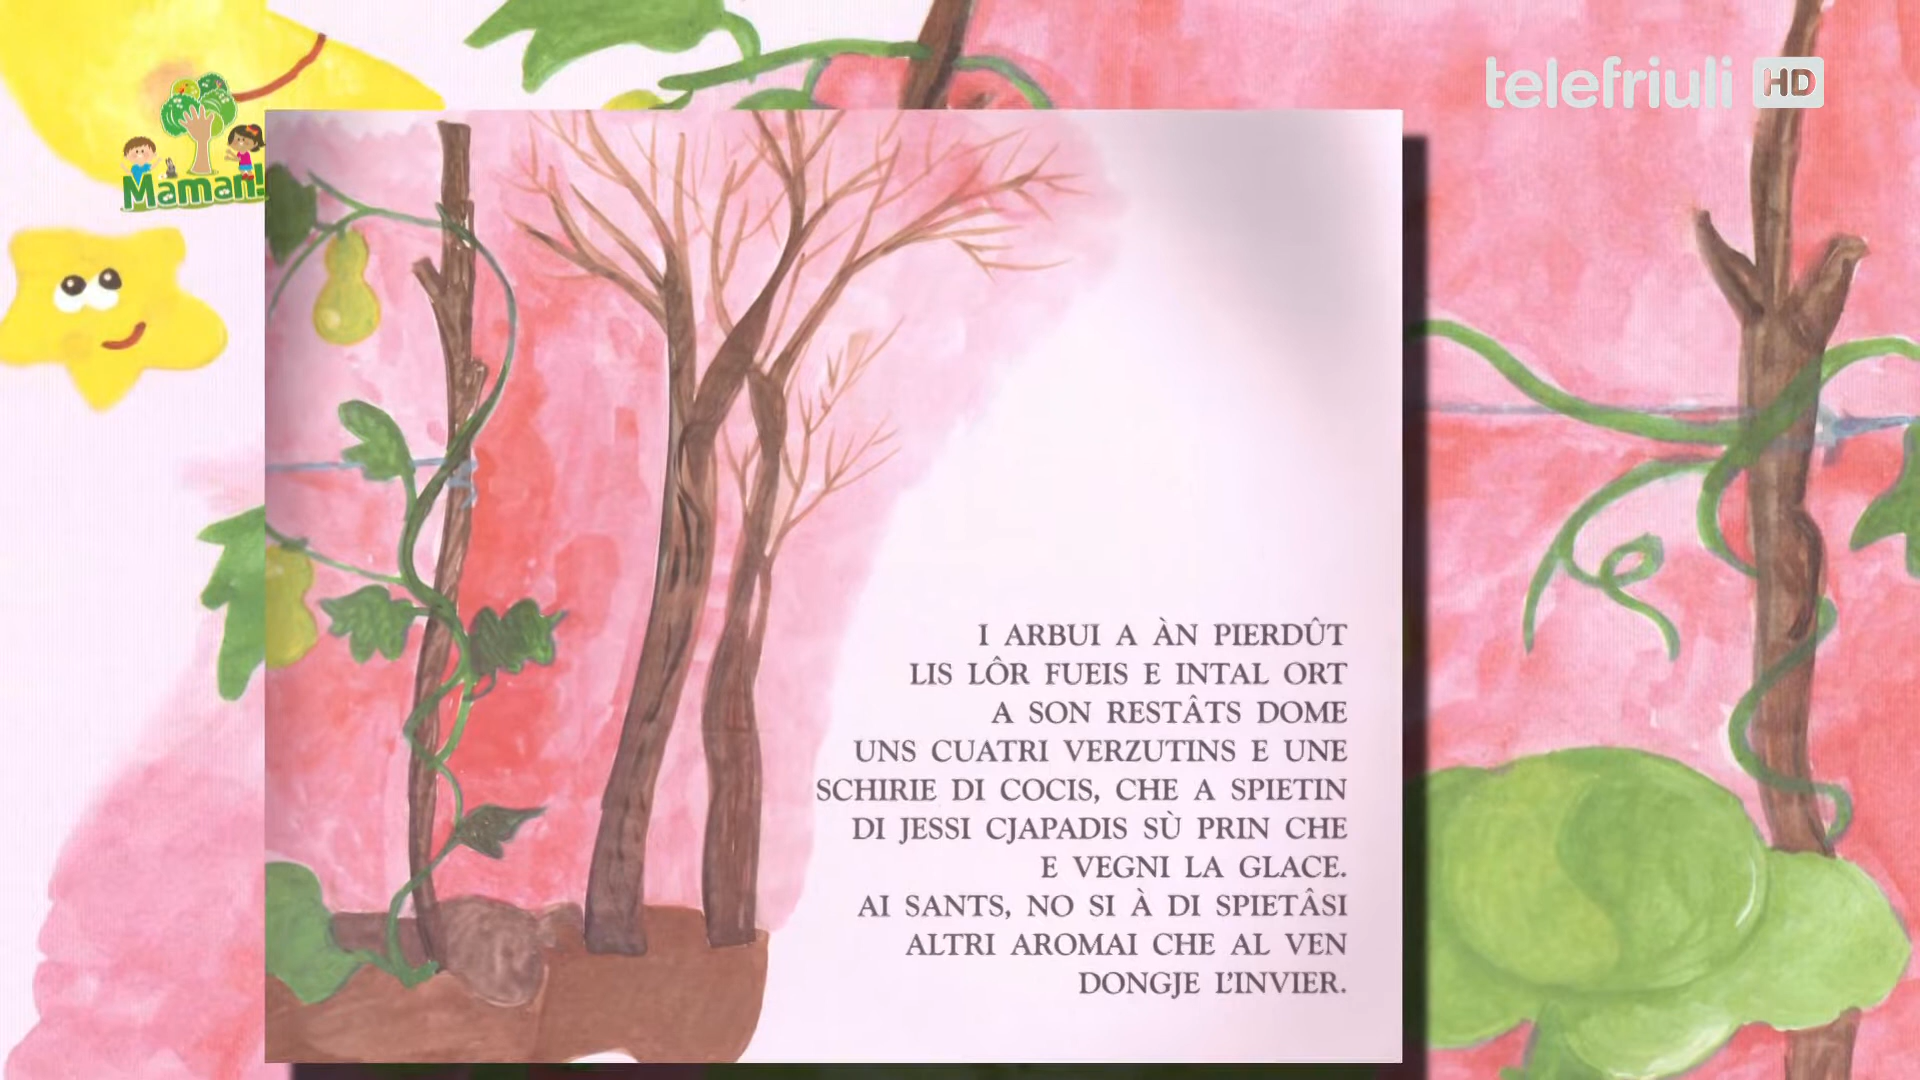 telefriuli HD
Maman!
I ARBUI A ÀN PIERDÛT
LIS LÔR FUEIS E INTAL ORT
A SON RESTÂTS DOME
UNS CUATRI VERZUTINS E UNE
SCHIRIE DI COCIS, CHE A SPIETIN
DI JESSI CJAPADIS SÙ PRIN CHE
E VEGNI LA GLACE.
AI SANTS, NO SI À DI SPIETÂSI
ALTRI AROMAI CHE AL VEN
DONGJE L'INVIER.